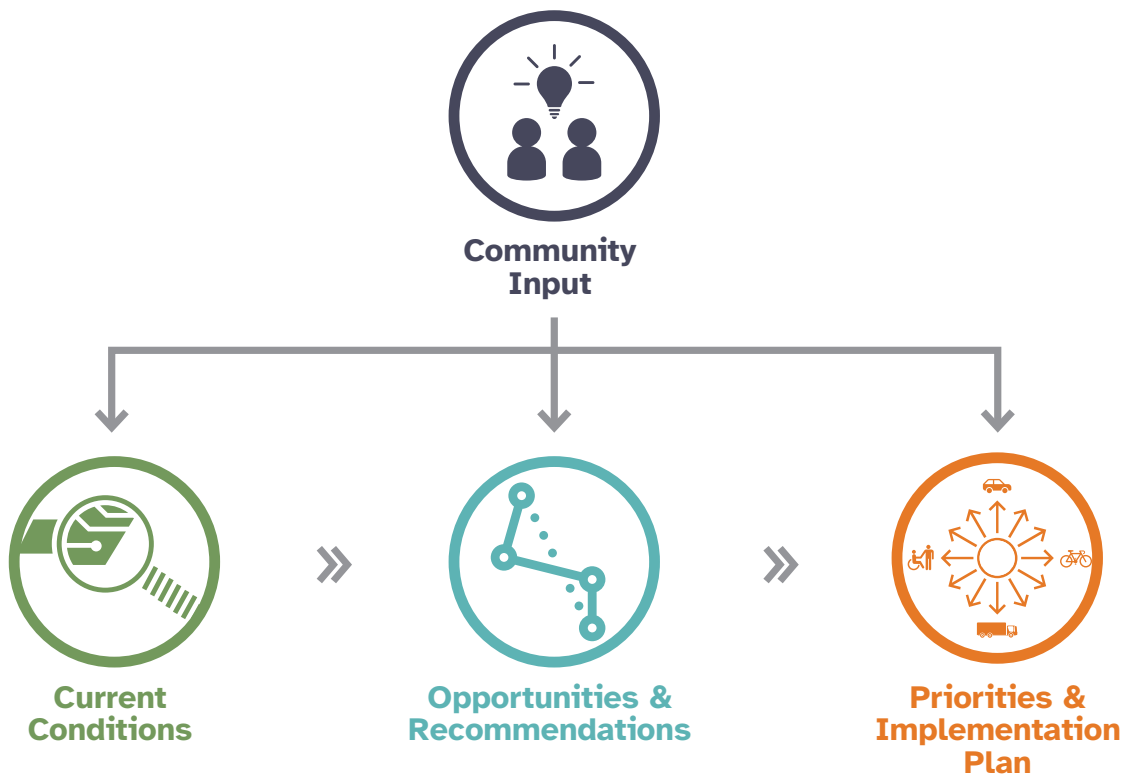 Community
Input
Current
Conditions
Opportunities &
Recommendations
Priorities &
Implementation
Plan